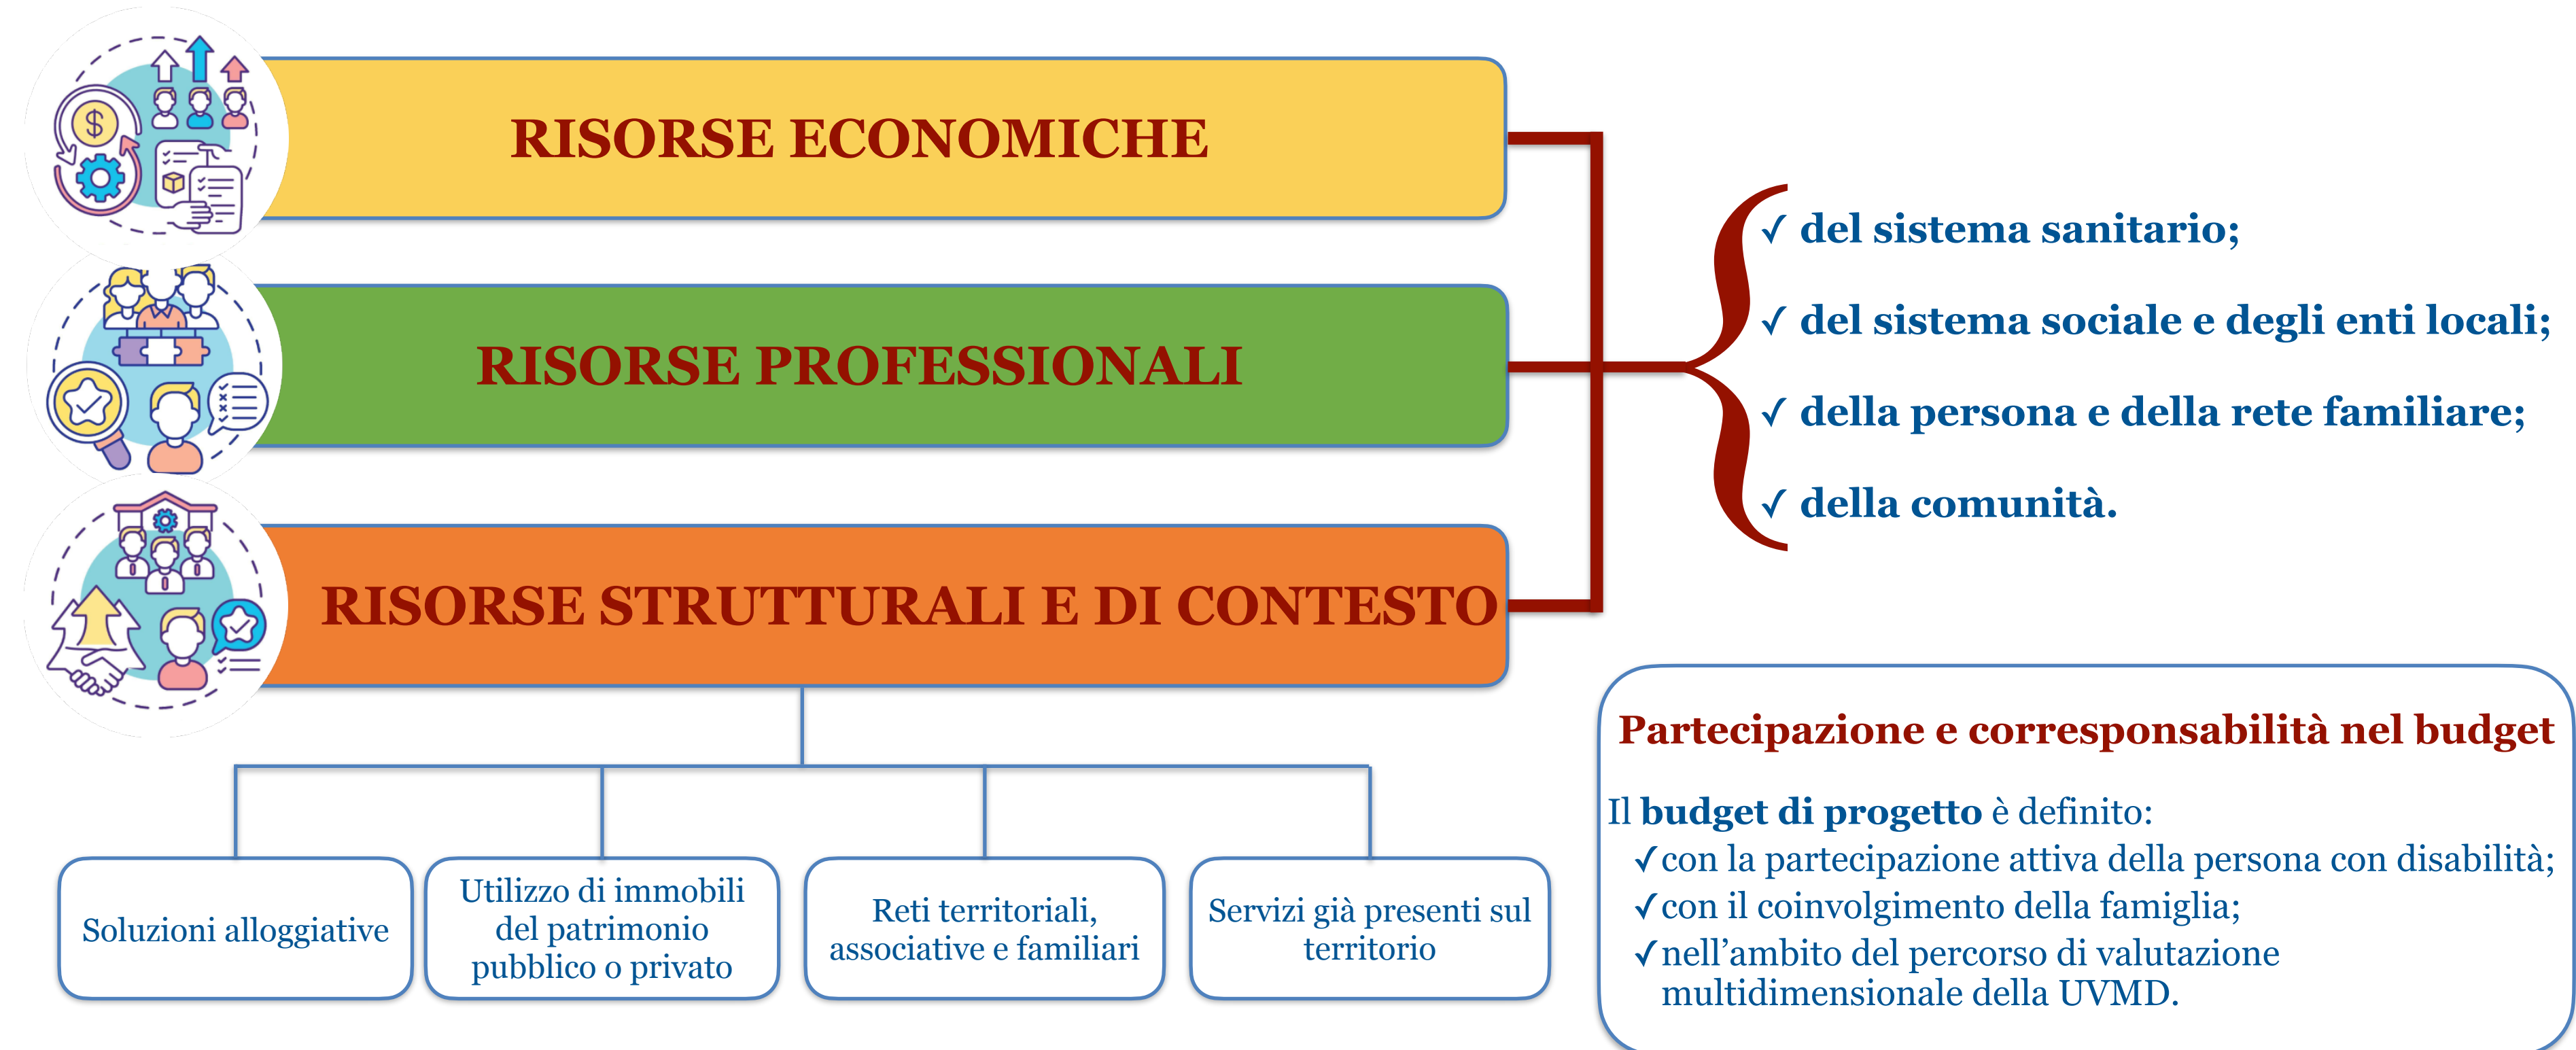 RISORSE ECONOMICHE
RISORSE PROFESSIONALI
RISORSE STRUTTURALI E DI CONTESTO
✓ del sistema sanitario;
✓ del sistema sociale e degli enti locali;
✓ della persona e della rete familiare;
✓ della comunità.
Soluzioni alloggiative
Utilizzo di immobili
del patrimonio
pubblico o privato
Reti territoriali,
associative e familiari
Servizi già presenti sul
territorio
Partecipazione e corresponsabilità nel budget
Il budget di progetto è definito:
✓con la partecipazione attiva della persona con disabilità;
✓con il coinvolgimento della famiglia;
✓nell’ambito del percorso di valutazione
multidimensionale della UVMD.